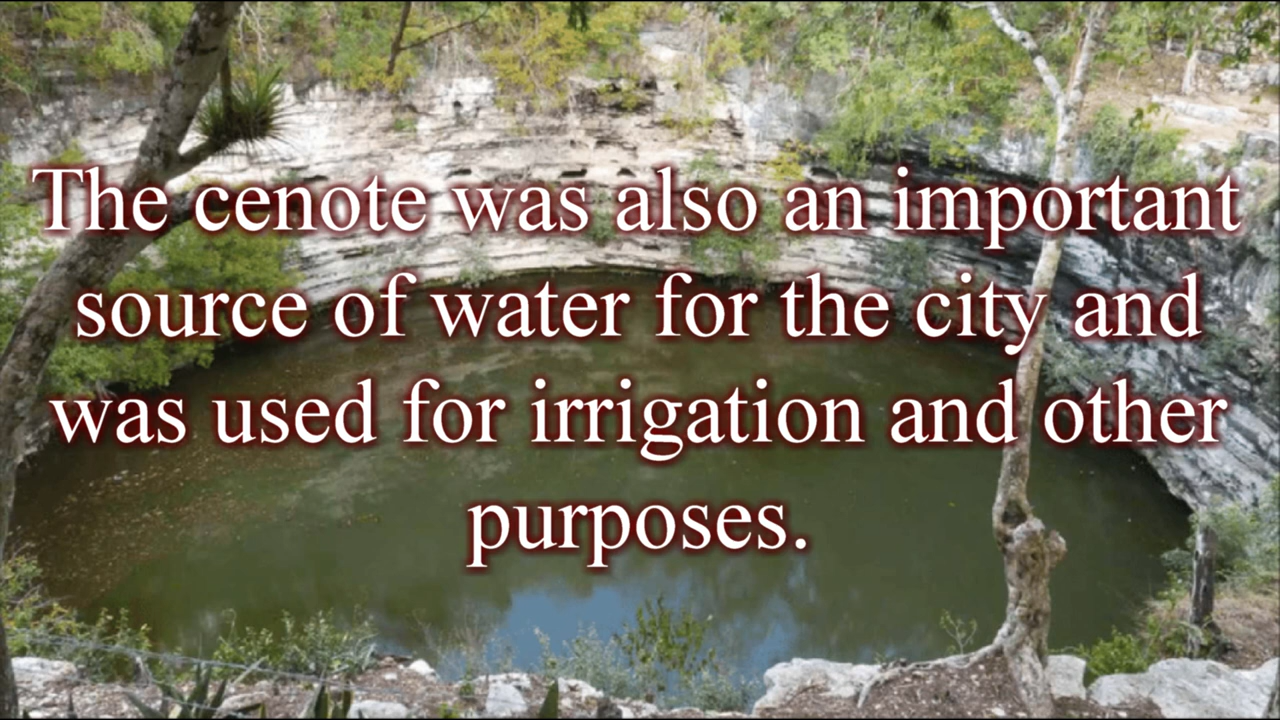 The cenote was also an important
source of water for the city and
was used for irrigation and other
purposes.